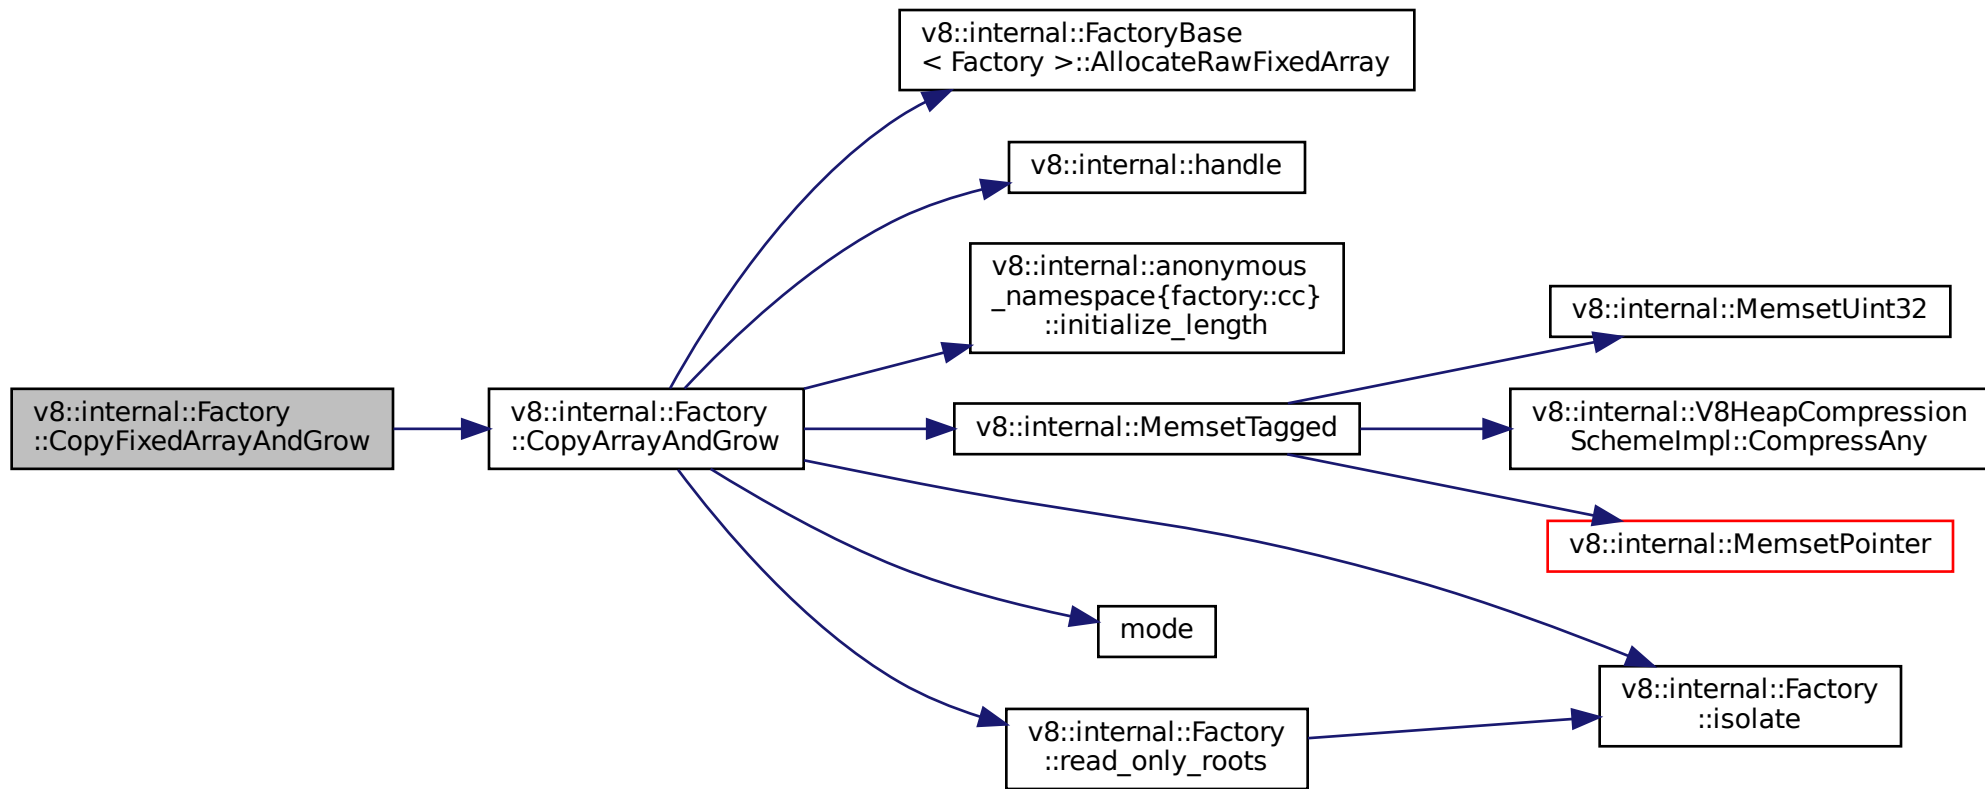 v8::internal::FactoryBase
< Factory >::AllocateRawFixedArray
v8::internal::handle
v8::internal::anonymous
_namespace{factory::cc}
::initialize_length
v8::internal::MemsetUint32
v8::internal::Factory
::CopyFixedArrayAndGrow
v8::internal::Factory
::CopyArrayAndGrow
v8::internal::MemsetTagged
v8::internal::V8HeapCompression
SchemeImpl::CompressAny
v8::internal::MemsetPointer
mode
v8::internal::Factory
::isolate
v8::internal::Factory
::read_only_roots